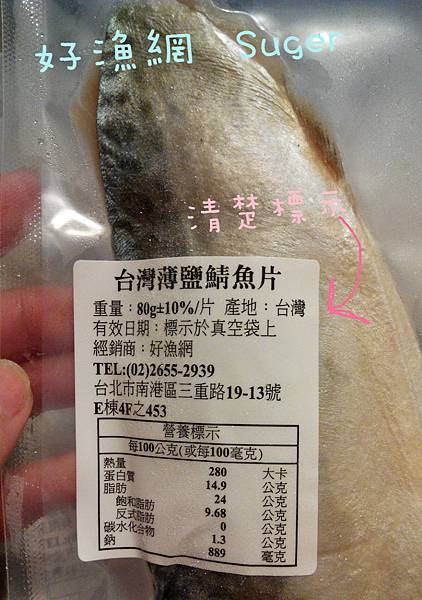 好漁網 Suger
清楚標示
台灣薄鹽鯖魚片
重量：80g±10%/片 產地：台灣
有效日期：標示於真空袋上
經銷商：好漁網
TEL:(02)2655-2939
台北市南港區三重路19-13號
E棟4F之453
營養標示
每100公克(或每100毫克)
熱量 280 大卡
蛋白質 14.9 公克
脂肪 24 公克
飽和脂肪 9.68 公克
反式脂肪 0 公克
碳水化合物 1.3 公克
鈉 889 毫克